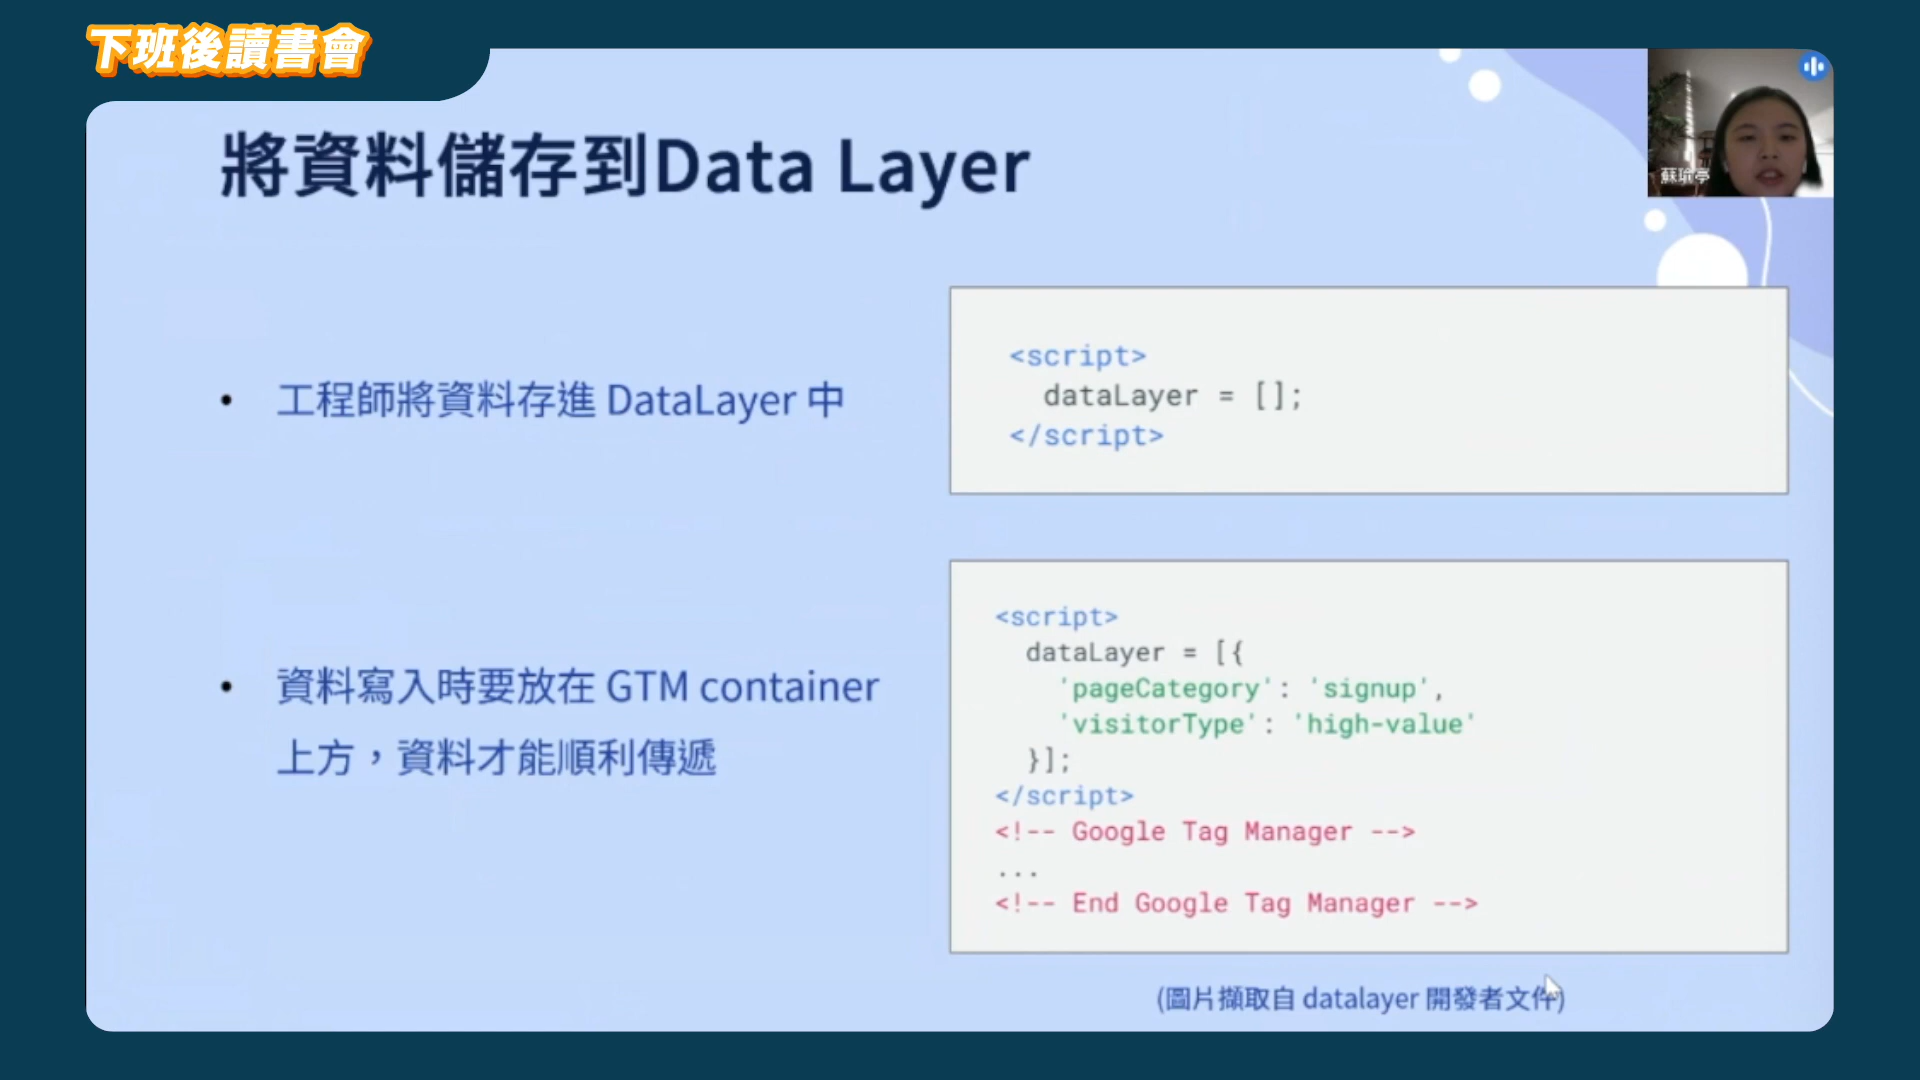 下班後讀書會
蘇瑜亭
將資料儲存到Data Layer
• 工程師將資料存進 DataLayer 中
<script>
dataLayer = [];
</script>
• 資料寫入時要放在 GTM container
上方，資料才能順利傳遞
<script>
dataLayer = [{
'pageCategory': 'signup',
'visitorType': 'high-value'
}];
</script>
<!-- Google Tag Manager -->
...
<!-- End Google Tag Manager -->
(圖片擷取自 datalayer 開發者文件)